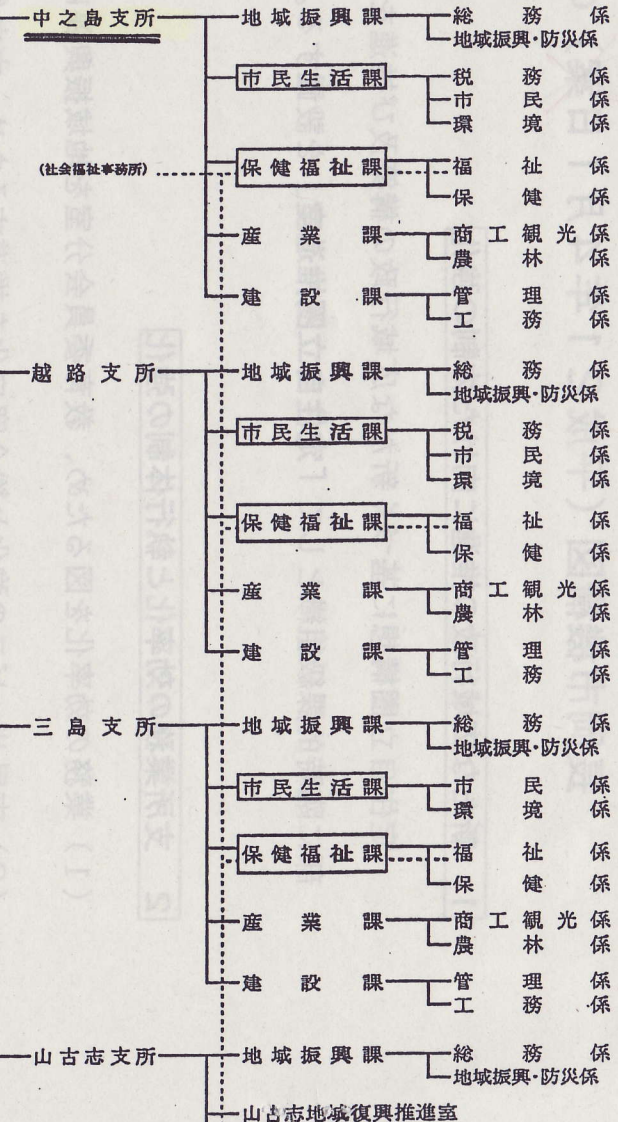 中之島支所 地域振興課 総務係
地域振興・防災係
市民生活課 税務係
市民係
環境係
(社会福祉事務所) 保健福祉課 福祉係
保健係
産業課 商工観光係
農林係
建設課 管理係
工務係
越路支所 地域振興課 総務係
地域振興・防災係
市民生活課 税務係
市民係
環境係
保健福祉課 福祉係
保健係
産業課 商工観光係
農林係
建設課 管理係
工務係
三島支所 地域振興課 総務係
地域振興・防災係
市民生活課 市民係
環境係
保健福祉課 福祉係
保健係
産業課 商工観光係
農林係
建設課 管理係
工務係
山古志支所 地域振興課 総務係
地域振興・防災係
山古志地域復興推進室